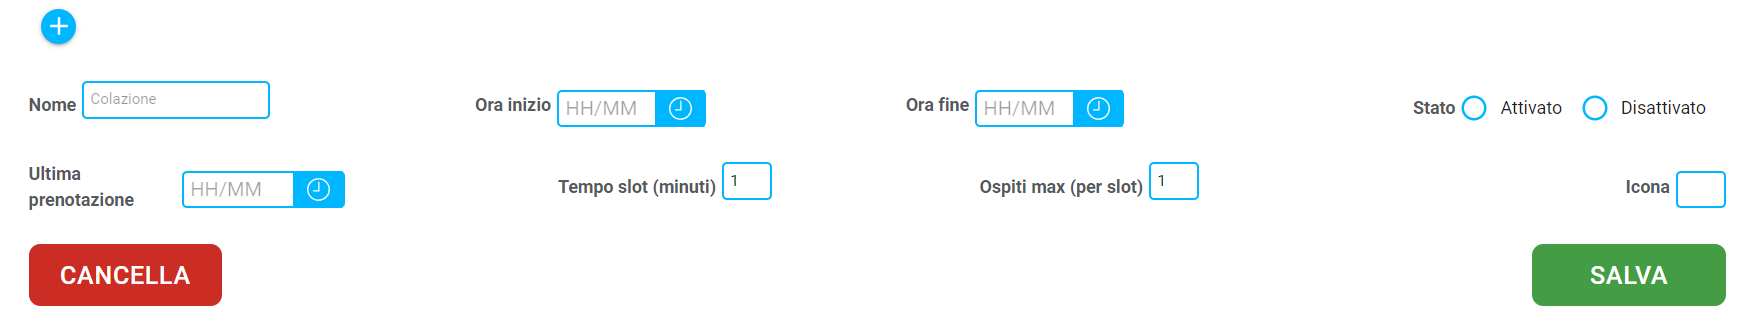 Nome Colazione Ora inizio HH/MM Ora fine HH/MM Stato Attivato Disattivato
Ultima
prenotazione HH/MM Tempo slot (minuti) 1 Ospiti max (per slot) 1 Icona
CANCELLA SALVA